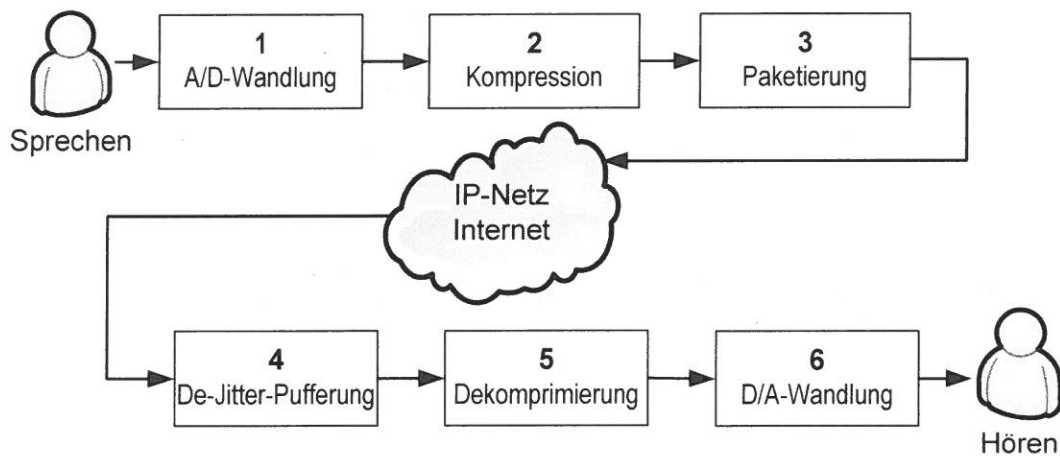 1
A/D-Wandlung
2
Kompression
3
Paketierung
Sprechen
IP-Netz
Internet
4
De-Jitter-Pufferung
5
Dekomprimierung
6
D/A-Wandlung
Hören